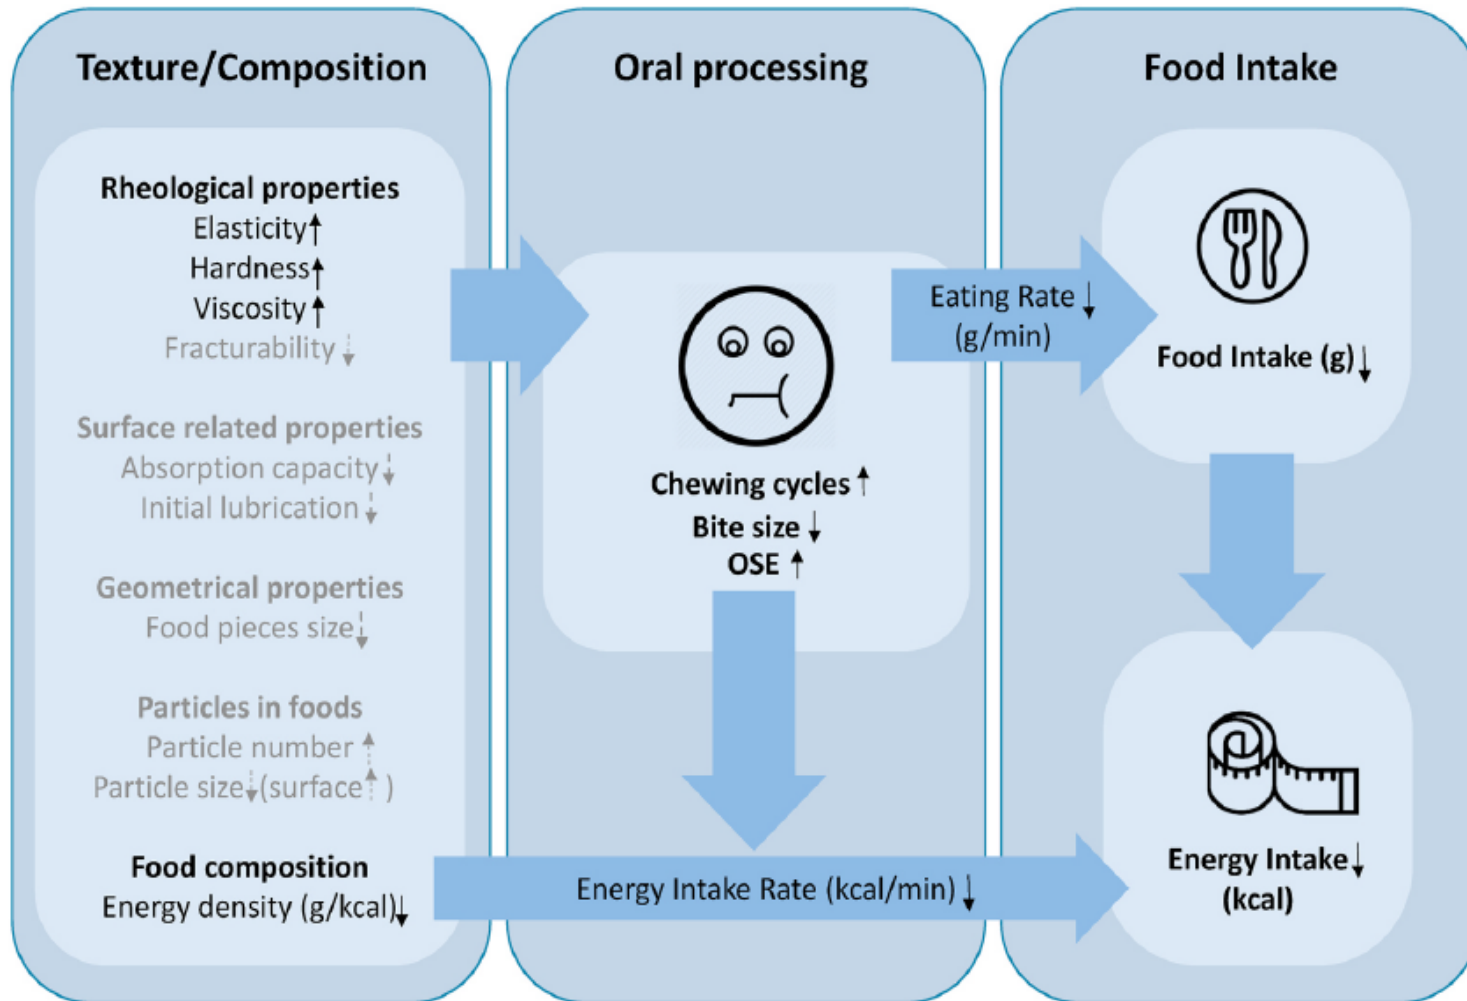 Texture/Composition
Rheological properties
Elasticity↑
Hardness↑
Viscosity↑
Fracturability↓
Surface related properties
Absorption capacity↓
Initial lubrication↓
Geometrical properties
Food pieces size↓
Particles in foods
Particle number↑
Particle size↓(surface↑)
Food composition
Energy density (g/kcal)↓
Oral processing
Chewing cycles↑
Bite size↓
OSE↑
Eating Rate↓
(g/min)
Energy Intake Rate (kcal/min)↓
Food Intake
Food Intake (g)↓
Energy Intake↓
(kcal)